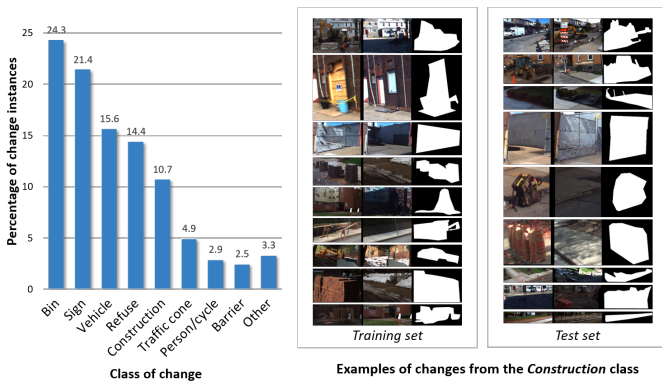 Percentage of change instances
25
20
15
10
5
0
24.3
21.4
15.6
14.4
10.7
4.9
2.9
2.5
3.3
Bin
Sign
Vehicle
Refuse
Construction
Traffic cone
Person/cycle
Barrier
Other
Class of change
Training set
Test set
Examples of changes from the Construction class